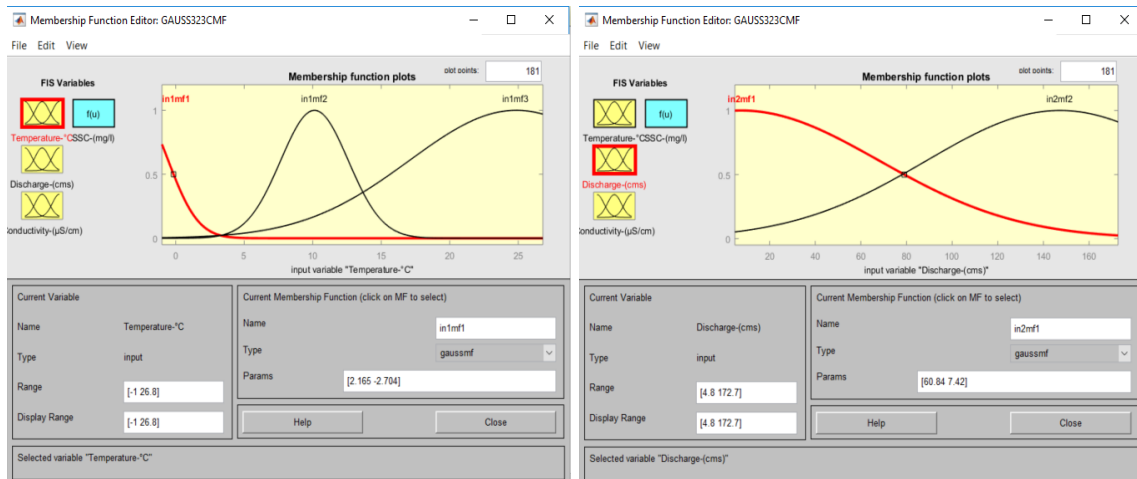 Membership Function Editor: GAUSS323CMF
File Edit View
FIS Variables
Membership function plots
plot points: 181
f(u)
Temperature-°C SSC-(mg/l)
Discharge-(cms)
onductivity-(µS/cm)
in1mf1 in1mf2 in1mf3
1
0.5
0
0 5 10 15 20 25
input variable "Temperature-°C"
Current Variable
Name Temperature-°C
Type input
Range [-1 26.8]
Display Range [-1 26.8]
Current Membership Function (click on MF to select)
Name in1mf1
Type gaussmf
Params [2.165 -2.704]
Help Close
Selected variable "Temperature-°C"
Membership Function Editor: GAUSS323CMF
File Edit View
FIS Variables
Membership function plots
plot points: 181
f(u)
Temperature-°C SSC-(mg/l)
Discharge-(cms)
onductivity-(µS/cm)
in2mf1 in2mf2
1
0.5
0
20 40 60 80 100 120 140 160
input variable "Discharge-(cms)"
Current Variable
Name Discharge-(cms)
Type input
Range [4.8 172.7]
Display Range [4.8 172.7]
Current Membership Function (click on MF to select)
Name in2mf1
Type gaussmf
Params [60.84 7.42]
Help Close
Selected variable "Discharge-(cms)"